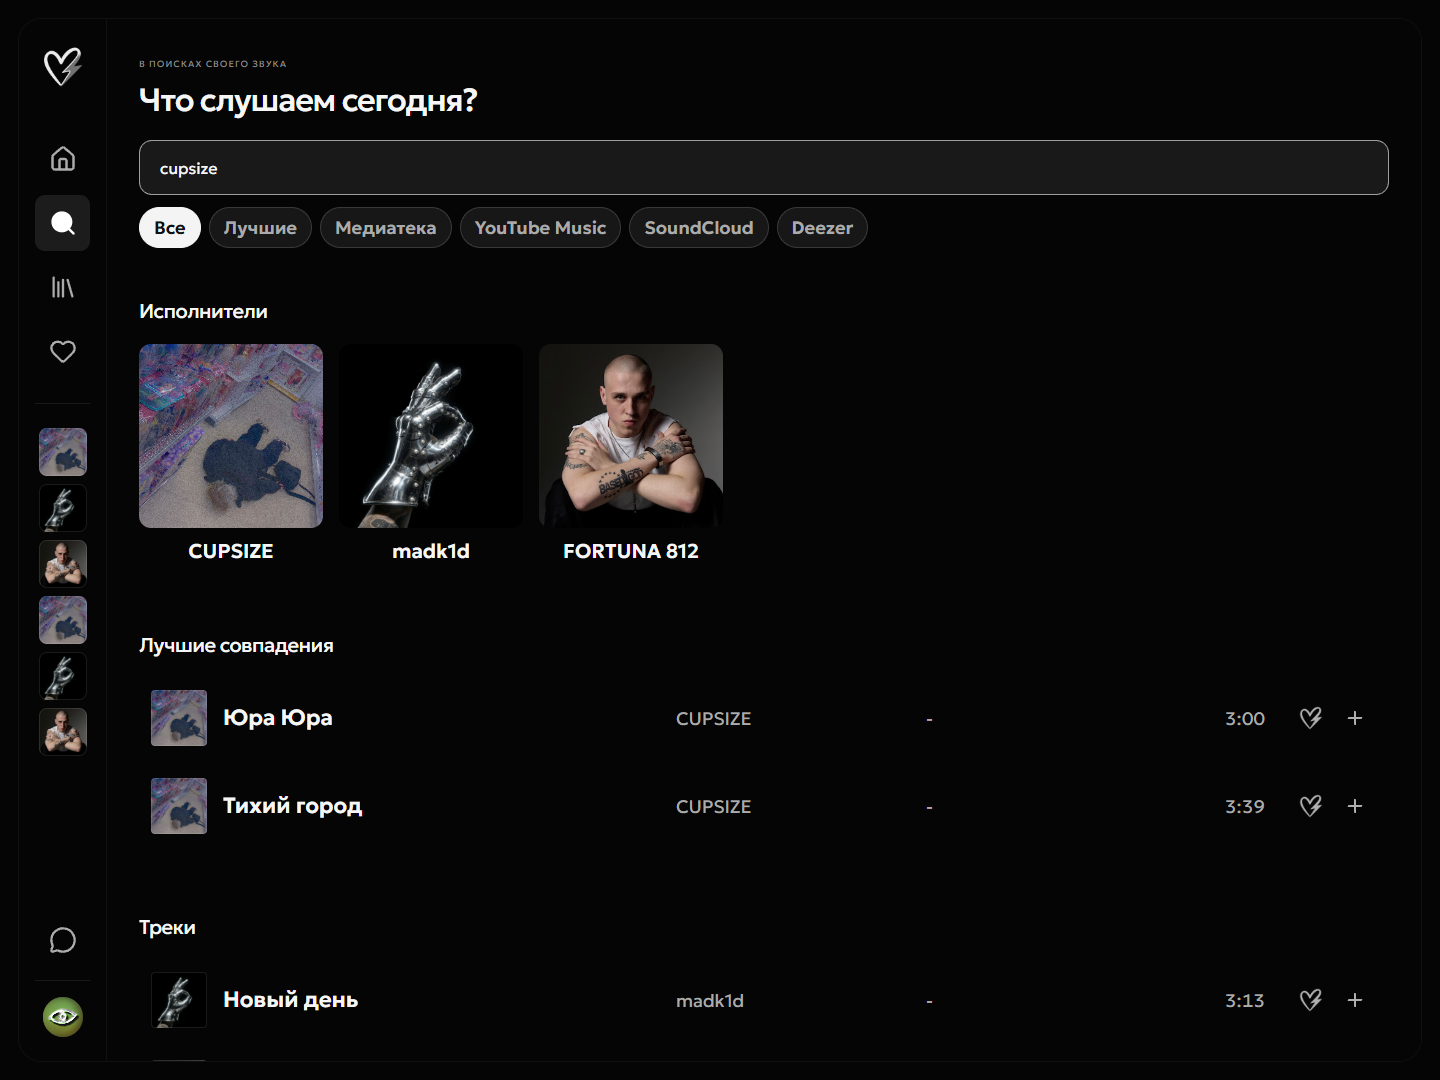 В ПОИСКАХ СВОЕГО ЗВУКА
Что слушаем сегодня?
cupsize
Все Лучшие Медиатека YouTube Music SoundCloud Deezer
Исполнители
CUPSIZE madk1d FORTUNA 812
Лучшие совпадения
Юра Юра CUPSIZE - 3:00
Тихий город CUPSIZE - 3:39
Треки
Новый день madk1d - 3:13